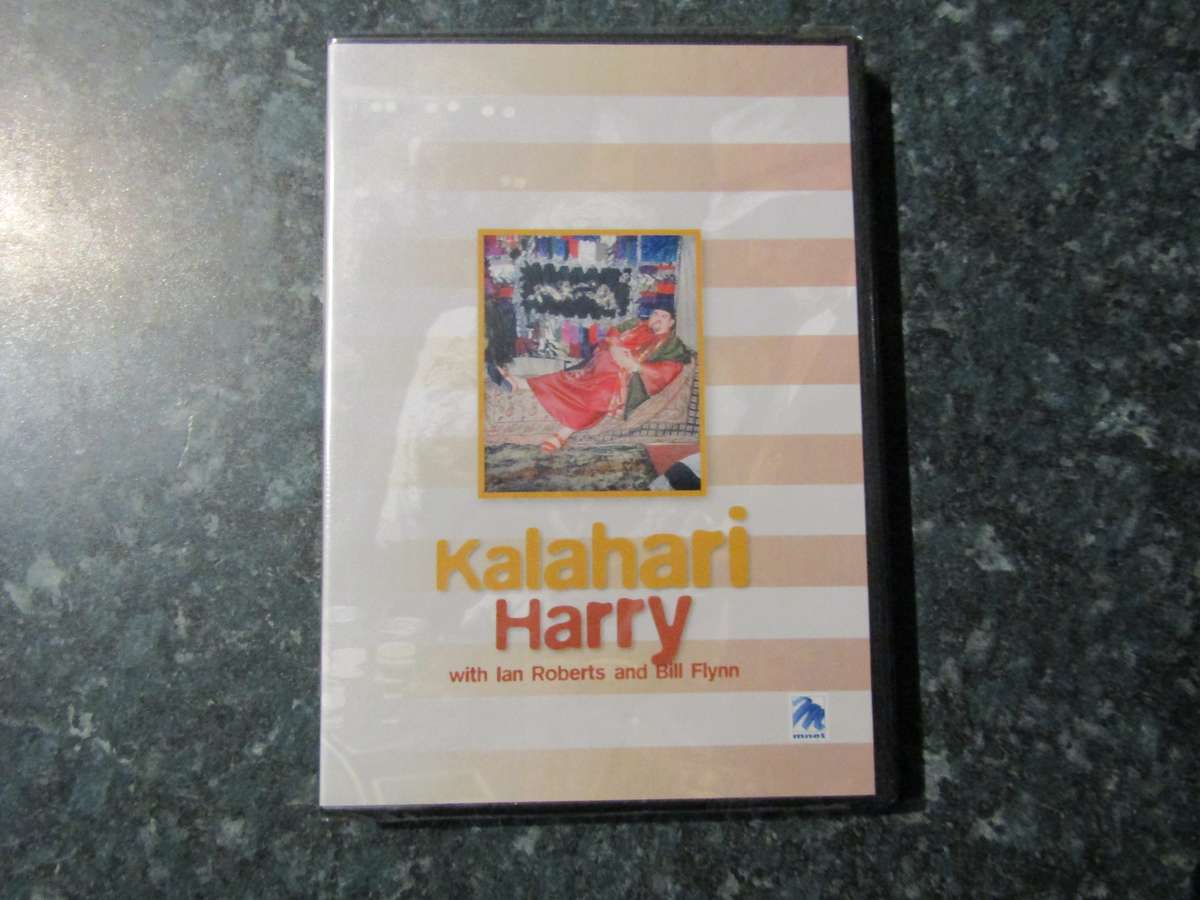 Kalahari
Harry
with Ian Roberts and Bill Flynn
mnet